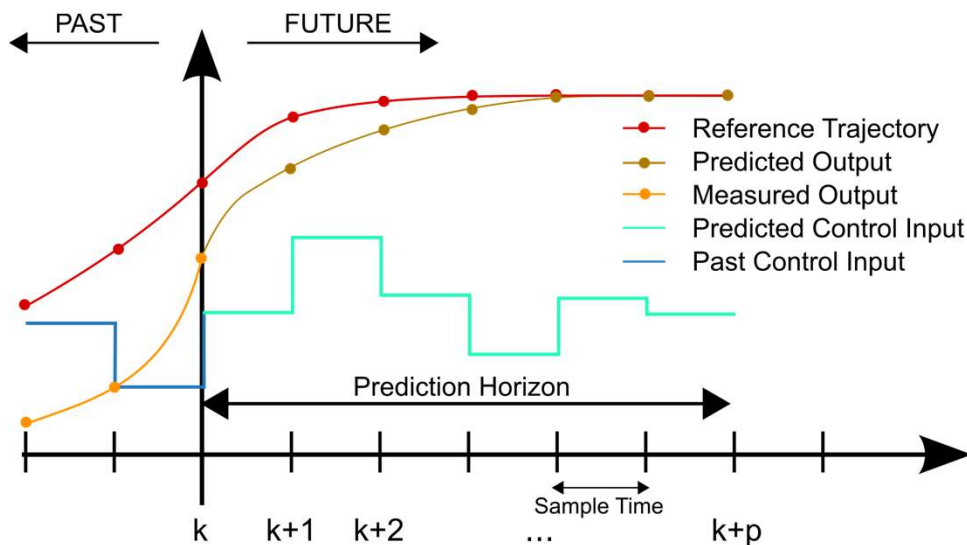 PAST
FUTURE
Reference Trajectory
Predicted Output
Measured Output
Predicted Control Input
Past Control Input
Prediction Horizon
Sample Time
k k+1 k+2 ... k+p